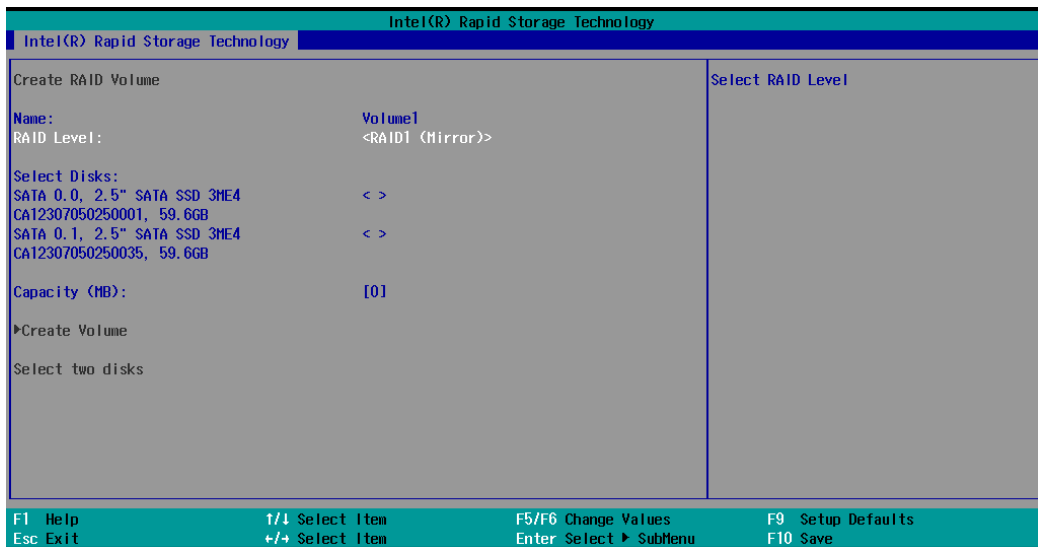 Intel(R) Rapid Storage Technology
Intel(R) Rapid Storage Technology
Create RAID Volume
Select RAID Level
Name: Volume1
RAID Level: <RAID1 (Mirror)>
Select Disks:
SATA 0.0, 2.5" SATA SSD 3ME4 < >
CA12307050250001, 59.6GB
SATA 0.1, 2.5" SATA SSD 3ME4 < >
CA12307050250035, 59.6GB
Capacity (MB): [0]
▶Create Volume
Select two disks
F1 Help ↑/↓ Select Item F5/F6 Change Values F9 Setup Defaults
Esc Exit ←/→ Select Item Enter Select ▶ SubMenu F10 Save